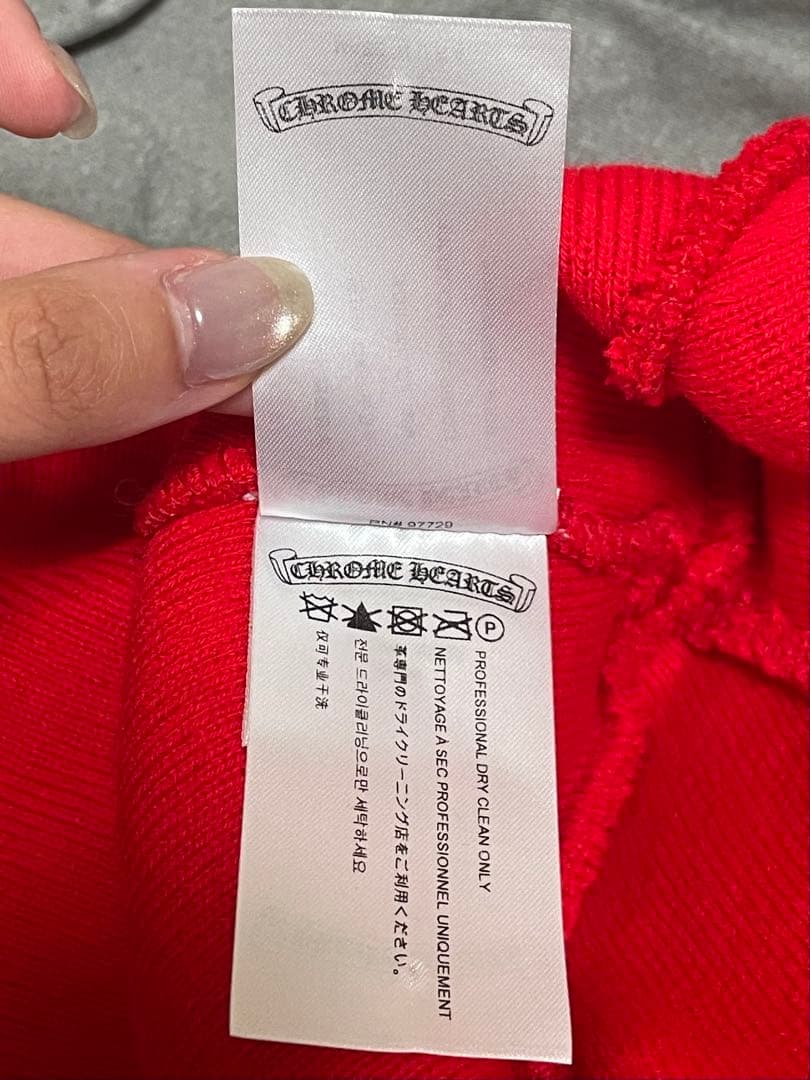 CHROME HEARTS
RN# 97729
CHROME HEARTS
P
PROFESSIONAL DRY CLEAN ONLY
NETTOYAGE À SEC PROFESSIONNEL UNIQUEMENT
革専門のドライクリーニング店をご利用ください。
전문 드라이클리닝으로만 세탁하세요
仅可专业干洗